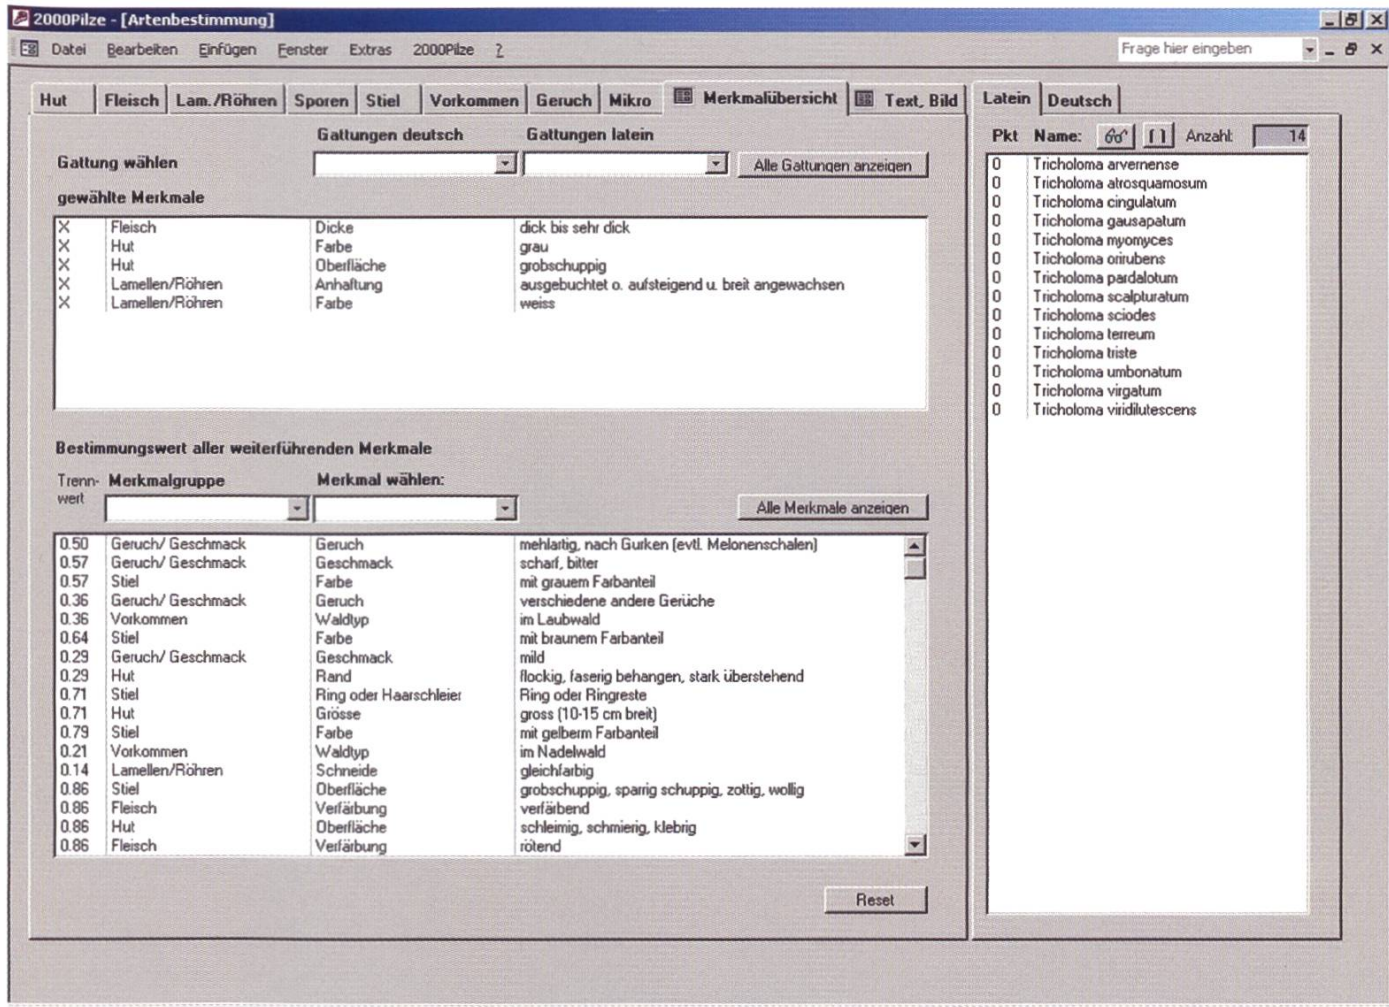 2000Pilze - [Artenbestimmung]
Datei Bearbeiten Einfügen Fenster Extras 2000Pilze ? Frage hier eingeben
Hut Fleisch Lam./Röhren Sporen Stiel Vorkommen Geruch Mikro Merkmalübersicht Text, Bild
Gattungen deutsch Gattungen latein
Gattung wählen Alle Gattungen anzeigen
gewählte Merkmale
X Fleisch Dicke dick bis sehr dick
X Hut Farbe grau
X Hut Oberfläche grobschuppig
X Lamellen/Röhren Anhaftung ausgebuchtet o. aufsteigend u. breit angewachsen
X Lamellen/Röhren Farbe weiss
Bestimmungswert aller weiterführenden Merkmale
Trenn-
wert
Merkmalgruppe Merkmal wählen:
Alle Merkmale anzeigen
0.50 Geruch/ Geschmack Geruch mehlartig, nach Gurken (evtl. Melonenschalen)
0.57 Geruch/ Geschmack Geschmack scharf, bitter
0.57 Stiel Farbe mit grauem Farbanteil
0.36 Geruch/ Geschmack Geruch verschiedene andere Gerüche
0.36 Vorkommen Waldtyp im Laubwald
0.64 Stiel Farbe mit braunem Farbanteil
0.29 Geruch/ Geschmack Geschmack mild
0.29 Hut Rand flockig, faserig behangen, stark überstehend
0.71 Stiel Ring oder Haarschleier Ring oder Ringreste
0.71 Hut Grösse gross (10-15 cm breit)
0.79 Stiel Farbe mit gelberm Farbanteil
0.21 Vorkommen Waldtyp im Nadelwald
0.14 Lamellen/Röhren Schneide gleichfarbig
0.86 Stiel Oberfläche grobschuppig, sparrig schuppig, zottig, wollig
0.86 Fleisch Verfärbung verfärbend
0.86 Hut Oberfläche schleimig, schmierig, klebrig
0.86 Fleisch Verfärbung rötend
Reset
Latein Deutsch
Pkt Name: Anzahl: 14
0 Tricholoma arvernense
0 Tricholoma atrosquamosum
0 Tricholoma cingulatum
0 Tricholoma gausapatum
0 Tricholoma myomyces
0 Tricholoma orirubens
0 Tricholoma pardalotum
0 Tricholoma scalpturatum
0 Tricholoma sciodes
0 Tricholoma terreum
0 Tricholoma triste
0 Tricholoma umbonatum
0 Tricholoma virgatum
0 Tricholoma viridilutescens